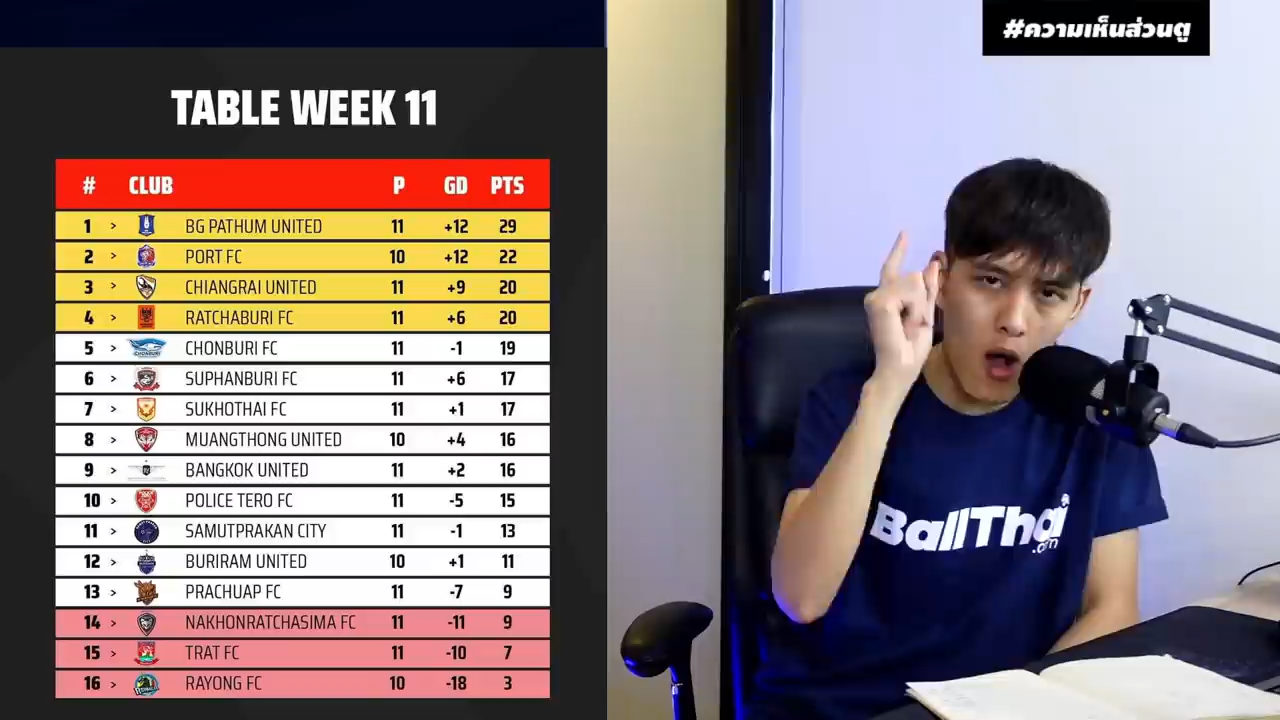 #ความเห็นส่วนตู
TABLE WEEK 11
# CLUB P GD PTS
1 > BG PATHUM UNITED 11 +12 29
2 > PORT FC 10 +12 22
3 > CHIANGRAI UNITED 11 +9 20
4 > RATCHABURI FC 11 +6 20
5 > CHONBURI FC 11 -1 19
6 > SUPHANBURI FC 11 +6 17
7 > SUKHOTHAI FC 11 +1 17
8 > MUANGTHONG UNITED 10 +4 16
9 > BANGKOK UNITED 11 +2 16
10 > POLICE TERO FC 11 -5 15
11 > SAMUTPRAKAN CITY 11 -1 13
12 > BURIRAM UNITED 10 +1 11
13 > PRACHUAP FC 11 -7 9
14 > NAKHONRATCHASIMA FC 11 -11 9
15 > TRAT FC 11 -10 7
16 > RAYONG FC 10 -18 3
BallThai
.com